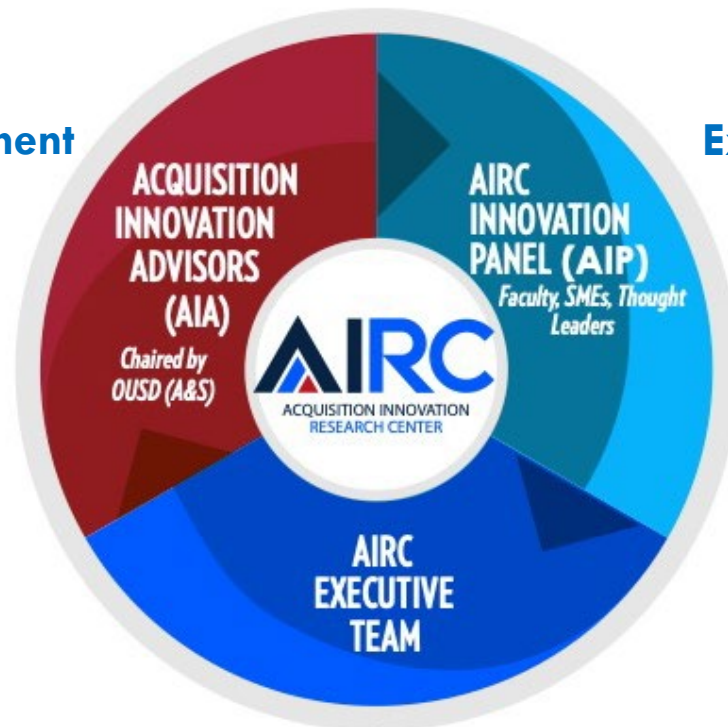 ACQUISITION
INNOVATION
ADVISORS
(AIA)
Chaired by
OUSD (A&S)
AIRC
INNOVATION
PANEL (AIP)
Faculty, SMEs, Thought
Leaders
AIRC
ACQUISITION INNOVATION
RESEARCH CENTER
AIRC
EXECUTIVE
TEAM